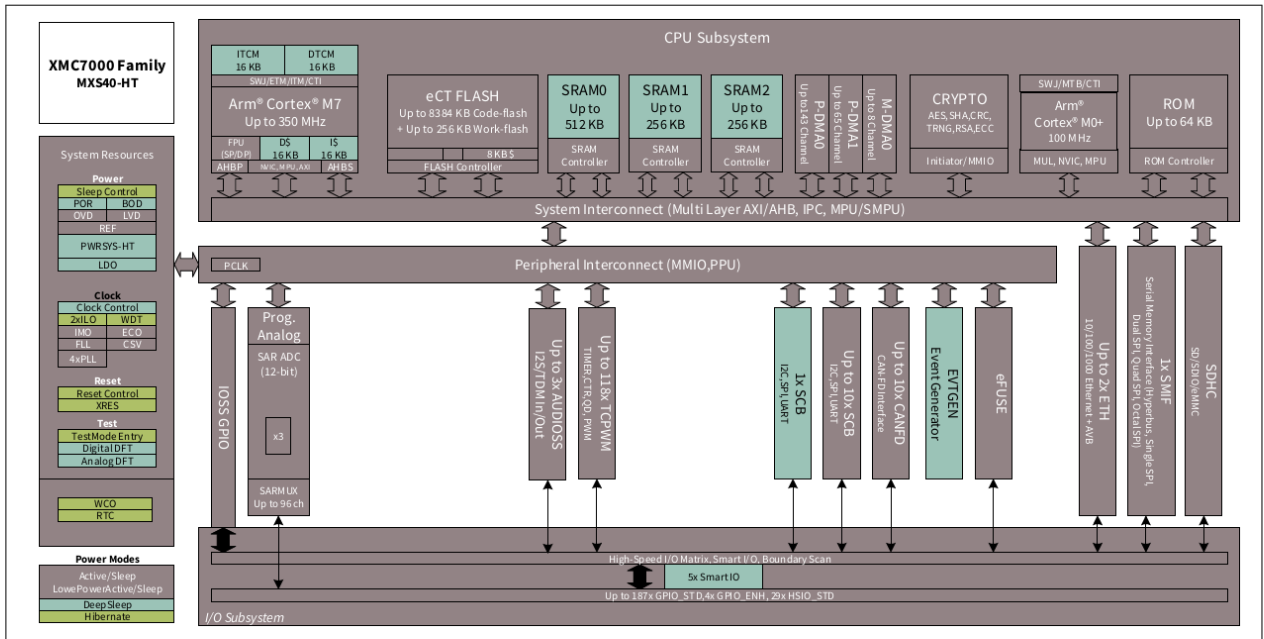 XMC7000 Family
MXS40-HT
System Resources
Power
Sleep Control
POR BOD
OVD LVD
REF
PWRSYS-HT
LDO
Clock
Clock Control
2xILO WDT
IMO ECO
FLL CSV
4xPLL
Reset
Reset Control
XRES
Test
TestMode Entry
Digital DFT
Analog DFT
WCO
RTC
Power Modes
Active/Sleep
LowePowerActive/Sleep
DeepSleep
Hibernate
CPU Subsystem
ITCM
16 KB
DTCM
16 KB
SWJ/ETM/ITM/CTI
Arm® Cortex® M7
Up to 350 MHz
FPU
(SP/DP)
D$
16 KB
I$
16 KB
AHBP NVIC, MPU, AXI AHBS
eCT FLASH
Up to 8384 KB Code-flash
+ Up to 256 KB Work-flash
8 KB $
FLASH Controller
SRAM0
Up to
512 KB
SRAM
Controller
SRAM1
Up to
256 KB
SRAM
Controller
SRAM2
Up to
256 KB
SRAM
Controller
P-DMA0
Up to 143 Channel
P-DMA1
Up to 65 Channel
M-DMA0
Up to 8 Channel
CRYPTO
AES, SHA, CRC,
TRNG, RSA, ECC
Initiator/MMIO
SWJ/MTB/CTI
Arm®
Cortex® M0+
100 MHz
MUL, NVIC, MPU
ROM
Up to 64 KB
ROM Controller
System Interconnect (Multi Layer AXI/AHB, IPC, MPU/SMPU)
PCLK
Peripheral Interconnect (MMIO,PPU)
IOSS GPIO
Prog.
Analog
SAR ADC
(12-bit)
x3
SARMUX
Up to 96 ch
Up to 3x AUDIOSS
I2S/TDM In/Out
Up to 118x TCPWM
TIMER,CTR,QD, PWM
1x SCB
I2C, SPI, UART
Up to 10x SCB
I2C, SPI, UART
Up to 10x CANFD
CAN-FD Interface
EVTGEN
Event Generator
eFUSE
Up to 2x ETH
10/100/1000 Ethernet + AVB
1x SMIF
Serial Memory Interface (Hyperbus, Single SPI,
Dual SPI, Quad SPI, Octal SPI)
SDHC
SD/SDIO/eMMC
High-Speed I/O Matrix, Smart I/O, Boundary Scan
5x Smart IO
Up to 187x GPIO_STD,4x GPIO_ENH, 29x HSIO_STD
I/O Subsystem